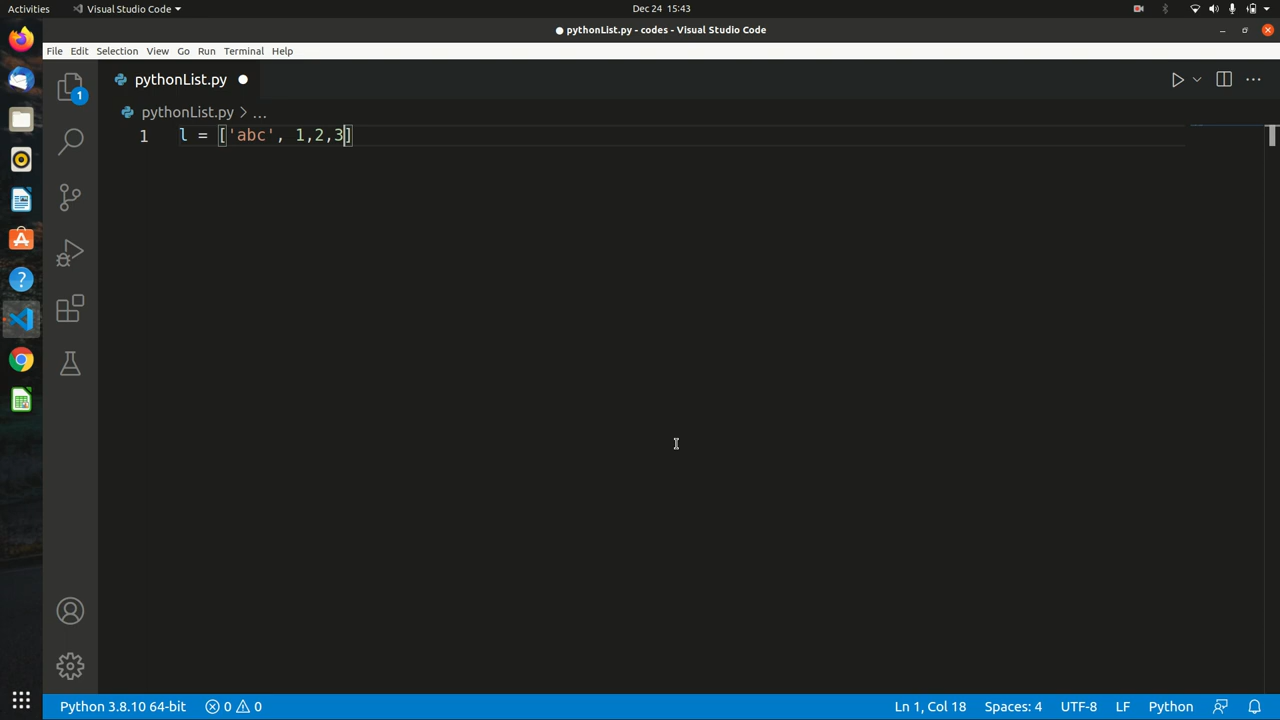 Activities Visual Studio Code Dec 24 15:43
pythonList.py - codes - Visual Studio Code
File Edit Selection View Go Run Terminal Help
pythonList.py
1
pythonList.py > ...
1 l = ['abc', 1,2,3]
Python 3.8.10 64-bit 0 0 Ln 1, Col 18 Spaces: 4 UTF-8 LF Python